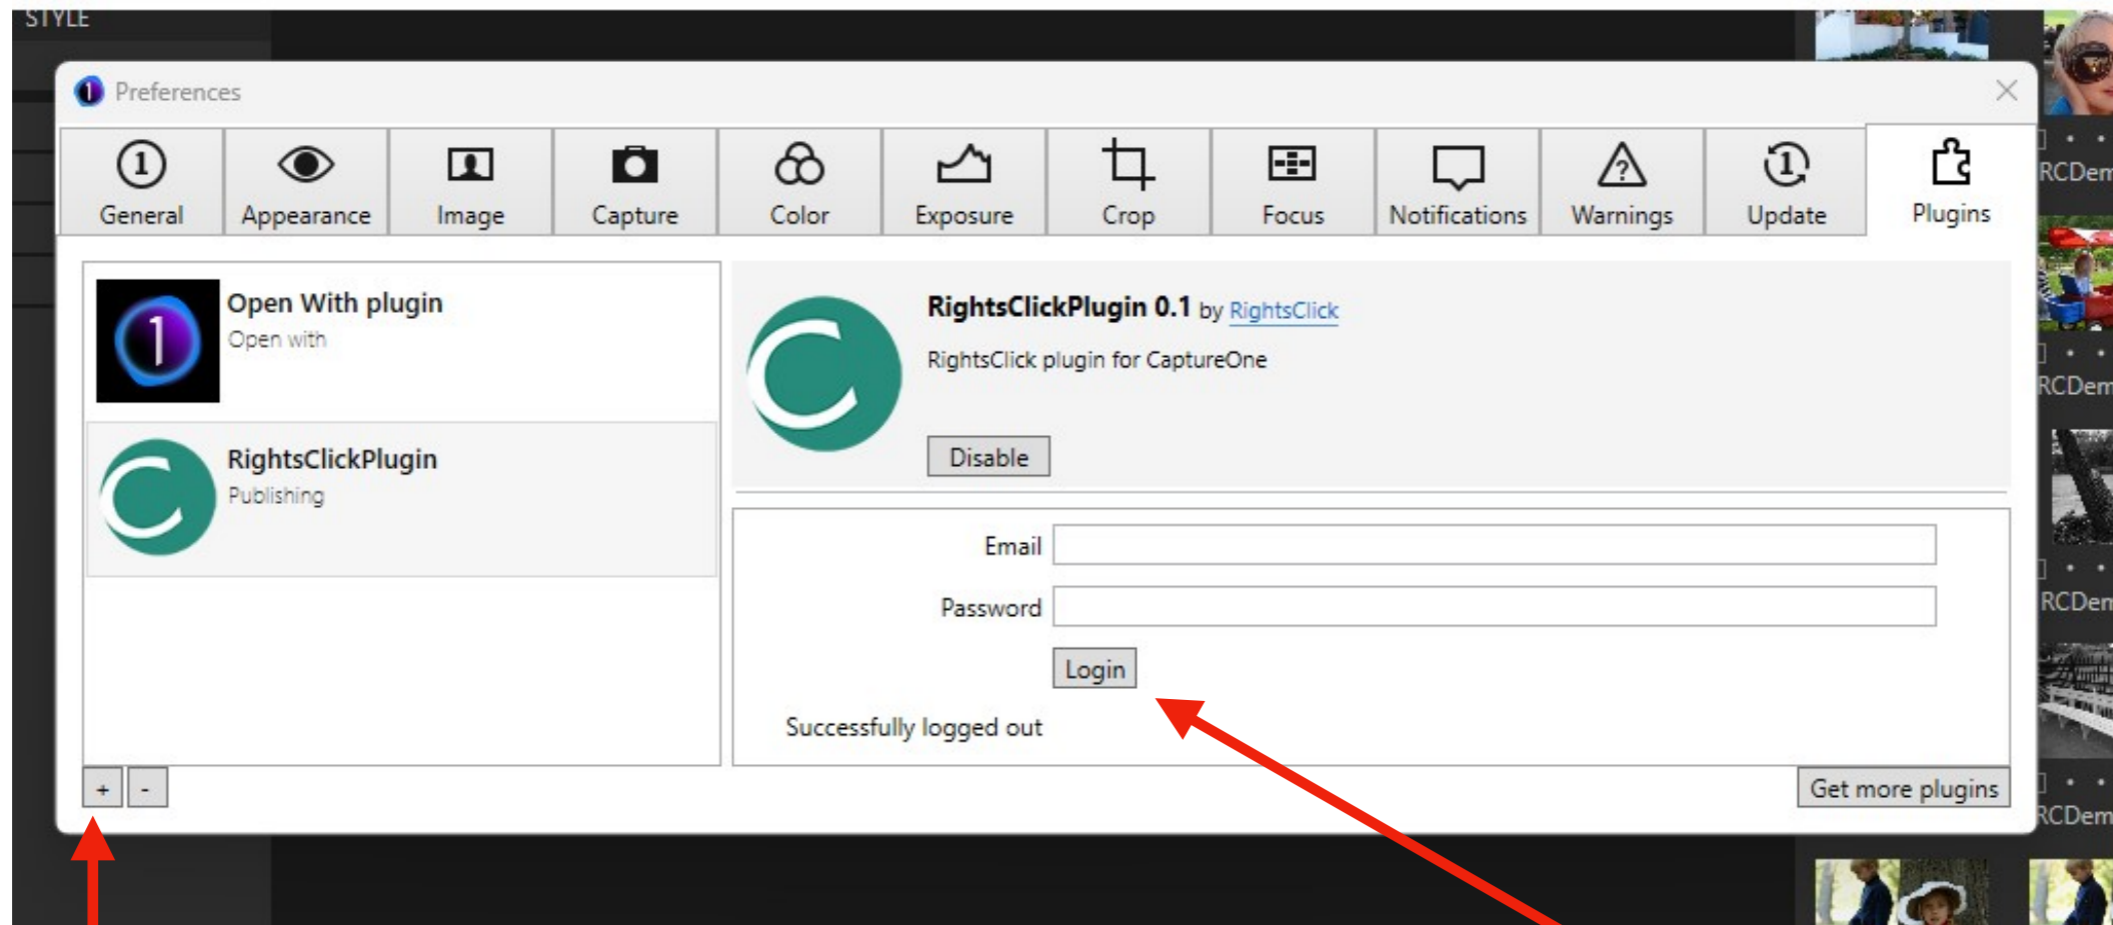 STYLE
Preferences
General Appearance Image Capture Color Exposure Crop Focus Notifications Warnings Update Plugins
Open With plugin
Open with
RightsClickPlugin
Publishing
RightsClickPlugin 0.1 by RightsClick
RightsClick plugin for CaptureOne
Disable
Email
Password
Login
Successfully logged out
+ -
Get more plugins
RCDem
RCDem
RCDem
RCDem